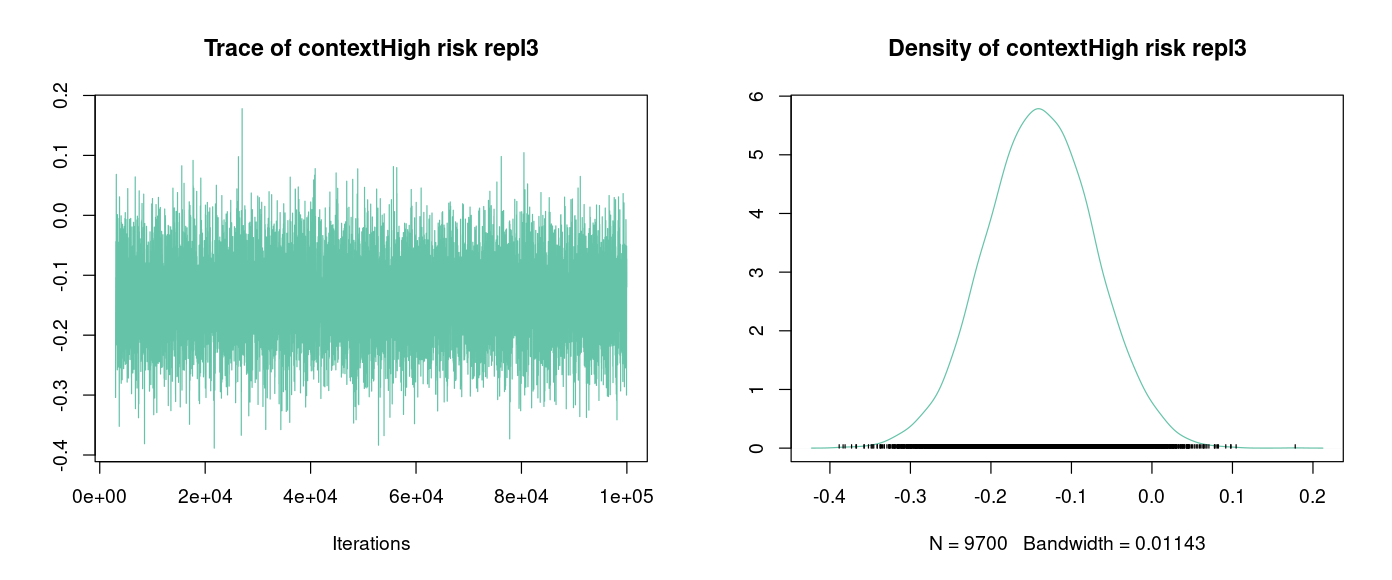 Trace of contextHigh risk repl3
0.2
0.1
0.0
-0.1
-0.2
-0.3
-0.4
0e+00 2e+04 4e+04 6e+04 8e+04 1e+05
Iterations
Density of contextHigh risk repl3
6
5
4
3
2
1
0
-0.4 -0.3 -0.2 -0.1 0.0 0.1 0.2
N = 9700 Bandwidth = 0.01143